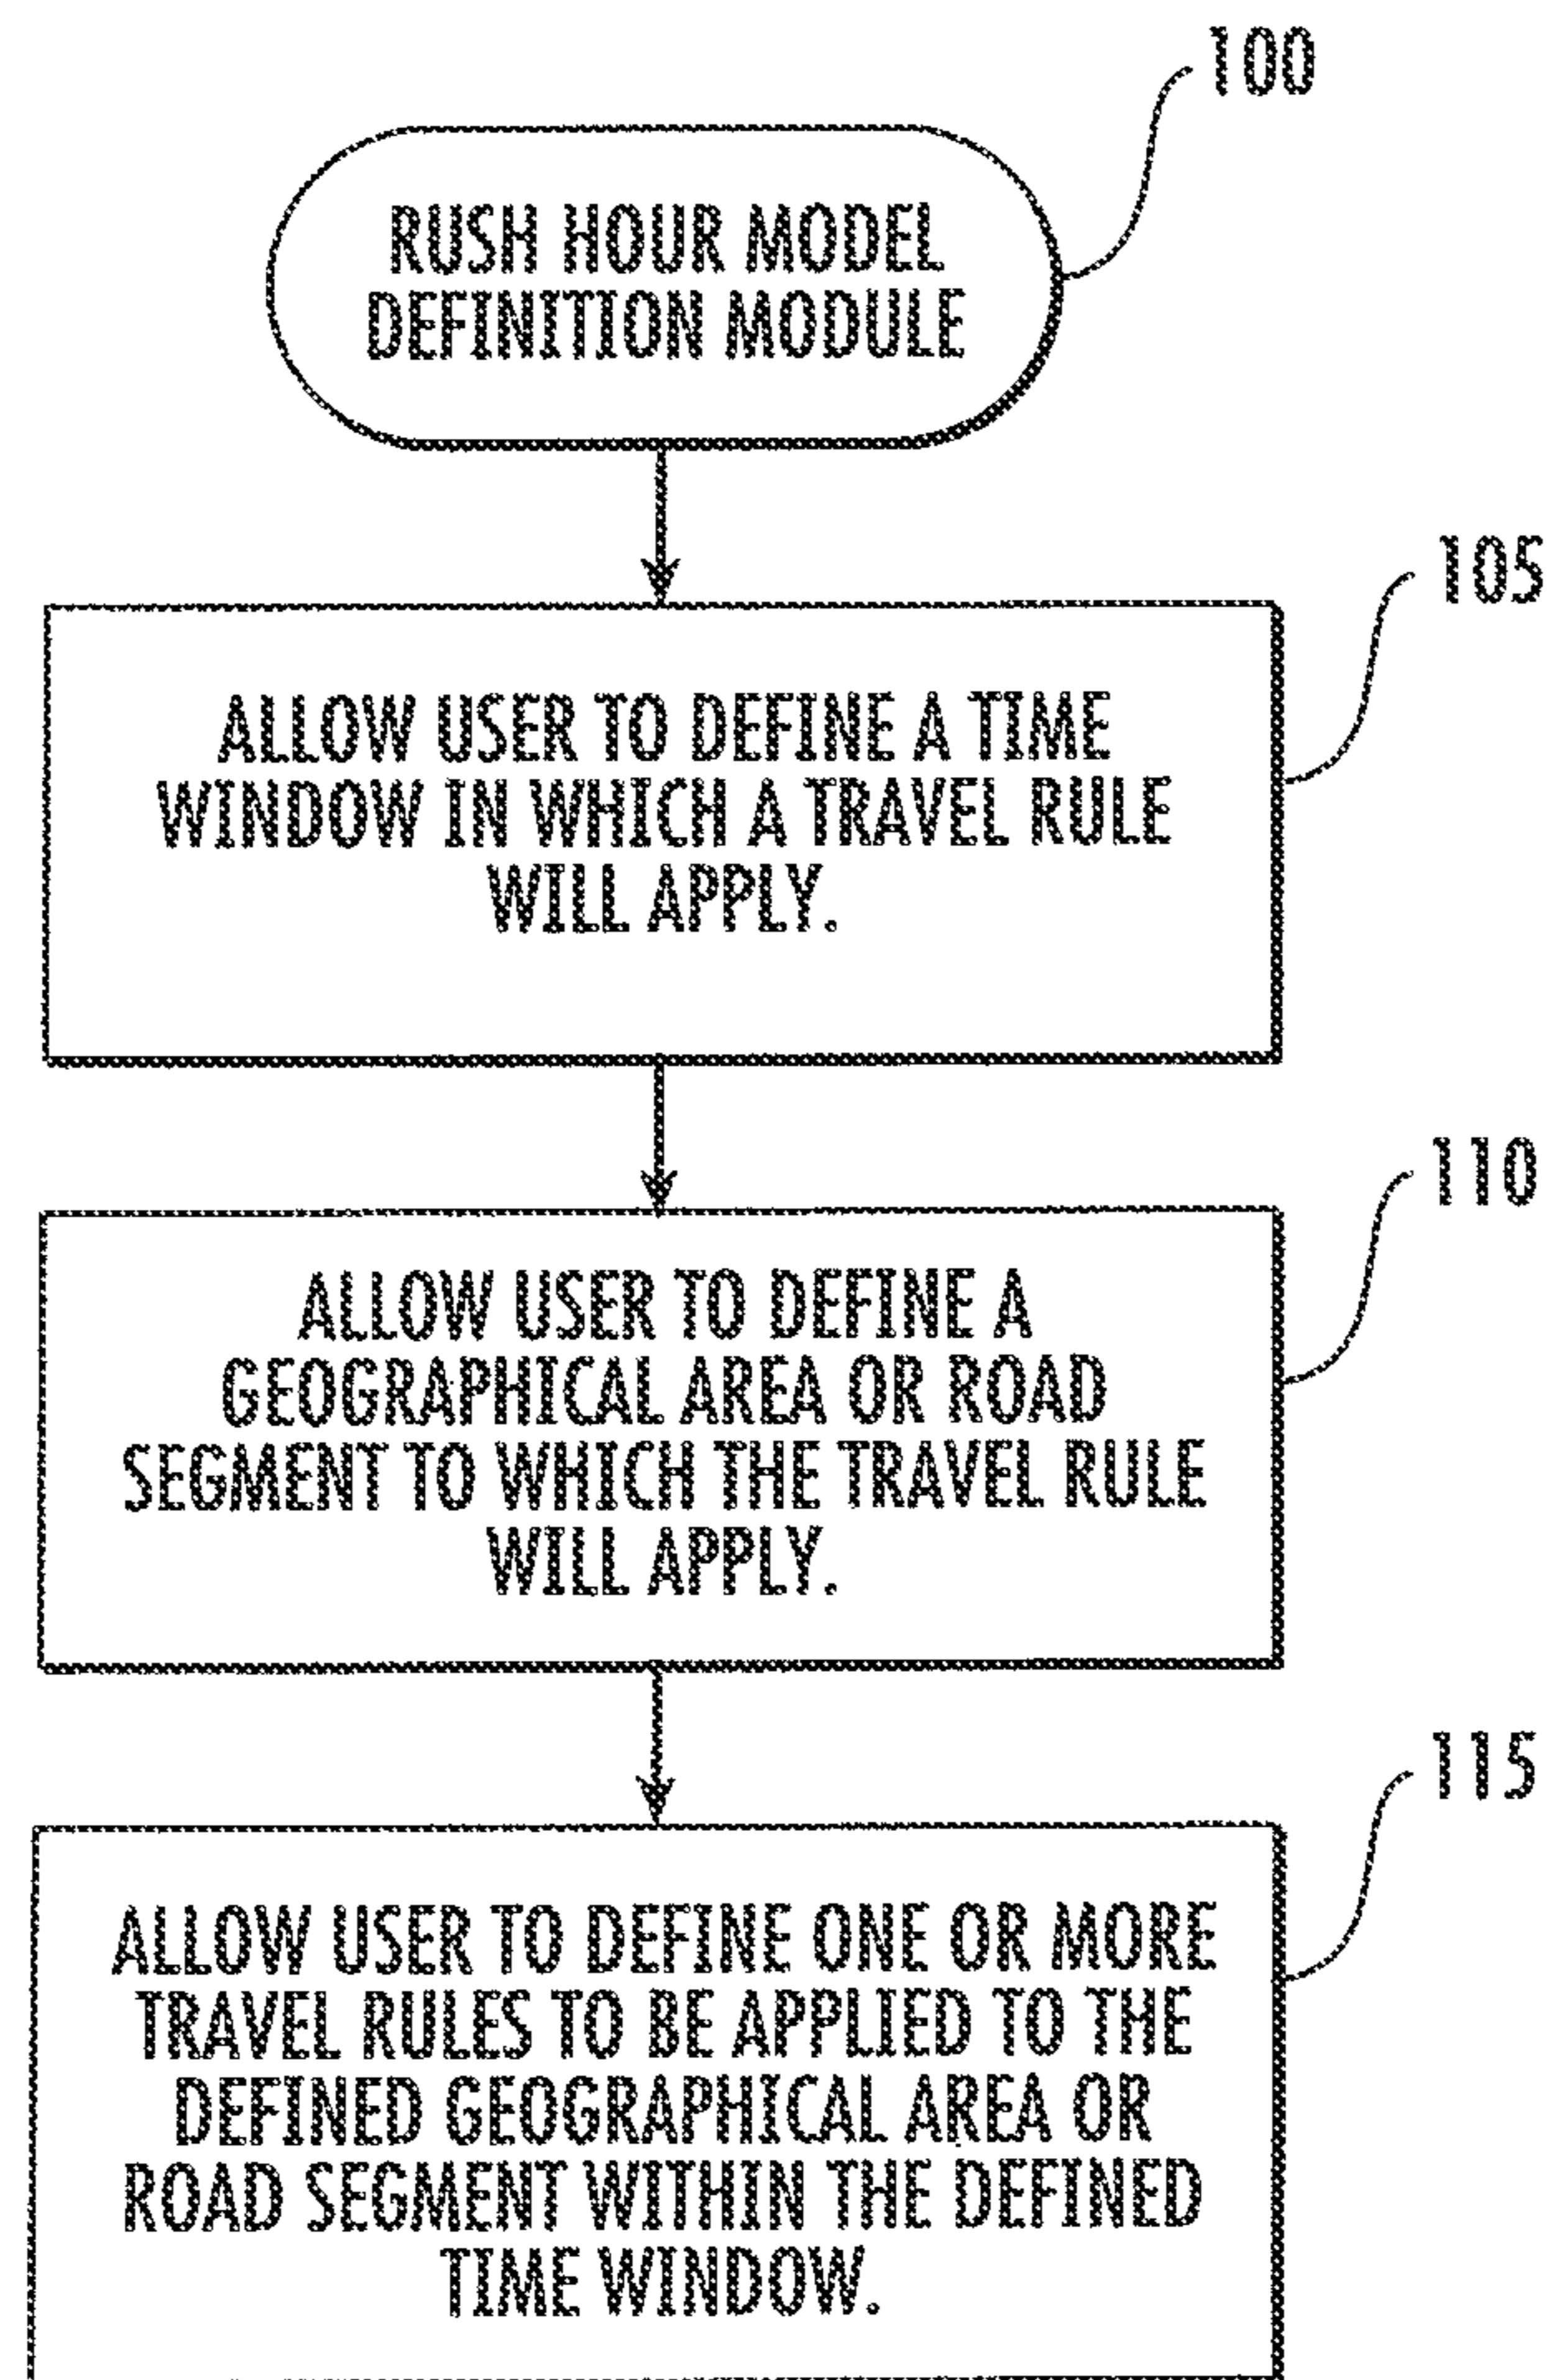 100
RUSH HOUR MODEL
DEFINITION MODULE
105
ALLOW USER TO DEFINE A TIME
WINDOW IN WHICH A TRAVEL RULE
WILL APPLY.
110
ALLOW USER TO DEFINE A
GEOGRAPHICAL AREA OR ROAD
SEGMENT TO WHICH THE TRAVEL RULE
WILL APPLY.
115
ALLOW USER TO DEFINE ONE OR MORE
TRAVEL RULES TO BE APPLIED TO THE
DEFINED GEOGRAPHICAL AREA OR
ROAD SEGMENT WITHIN THE DEFINED
TIME WINDOW.